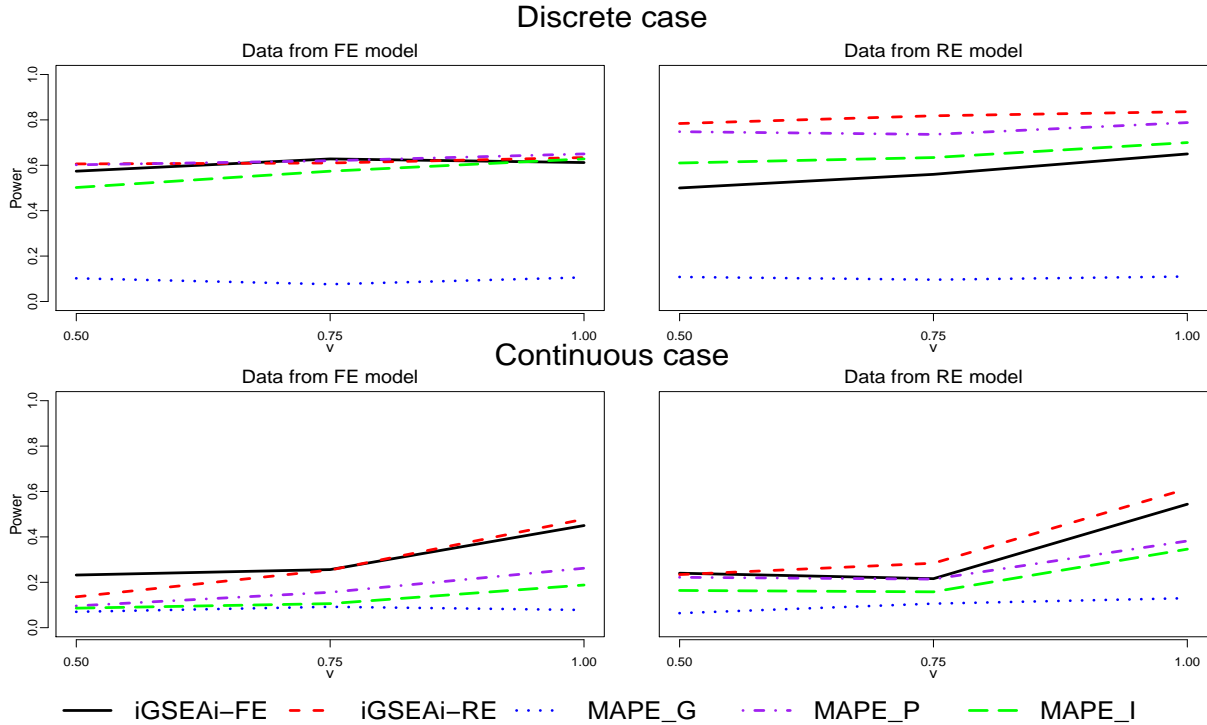 Discrete case
Data from FE model
Data from RE model
Power
0.0 0.2 0.4 0.6 0.8 1.0
0.50 0.75 1.00
v
0.50 0.75 1.00
v
Continuous case
Data from FE model
Data from RE model
Power
0.0 0.2 0.4 0.6 0.8 1.0
0.50 0.75 1.00
v
0.50 0.75 1.00
v
iGSEAi−FE iGSEAi−RE MAPE_G MAPE_P MAPE_I